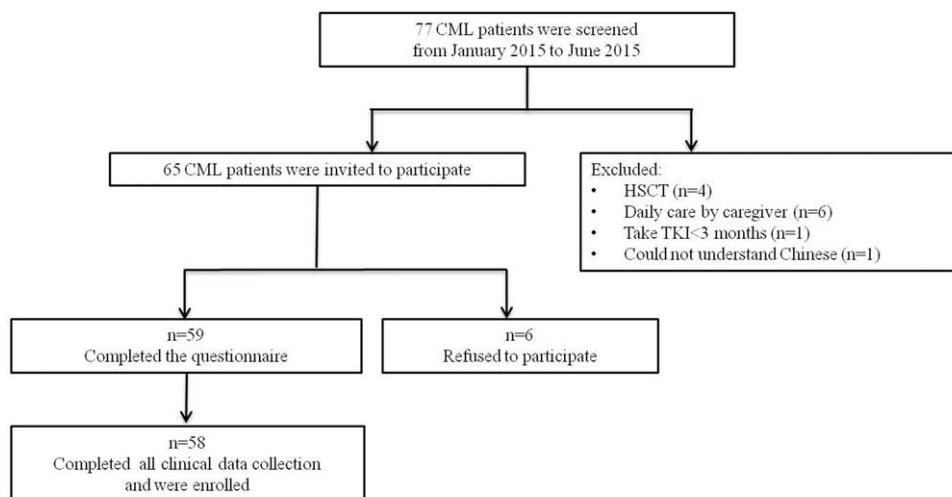 77 CML patients were screened
from January 2015 to June 2015
65 CML patients were invited to participate
Excluded:
• HSCT (n=4)
• Daily care by caregiver (n=6)
• Take TKI<3 months (n=1)
• Could not understand Chinese (n=1)
n=59
Completed the questionnaire
n=6
Refused to participate
n=58
Completed all clinical data collection
and were enrolled